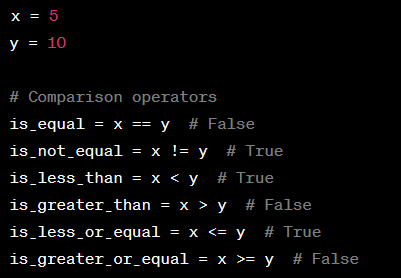 x = 5
y = 10
# Comparison operators
is_equal = x == y  # False
is_not_equal = x != y  # True
is_less_than = x < y  # True
is_greater_than = x > y  # False
is_less_or_equal = x <= y  # True
is_greater_or_equal = x >= y  # False